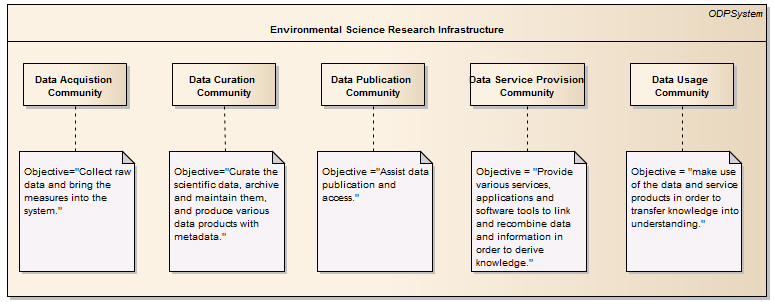 ODPSystem
Environmental Science Research Infrastructure
Data Acquistion
Community
Data Curation
Community
Data Publication
Community
Data Service Provision
Community
Data Usage
Community
Objective="Collect raw
data and bring the
measures into the
system."
Objective="Curate the
scientific data, archive
and maintain them,
and produce various
data products with
metadata."
Objective ="Assist data
publication and
access."
Objective = "Provide
various services,
applications and
software tools to link
and recombine data
and information in
order to derive
knowledge."
Objective = "make use
of the data and service
products in order to
transfer knowledge into
understanding."